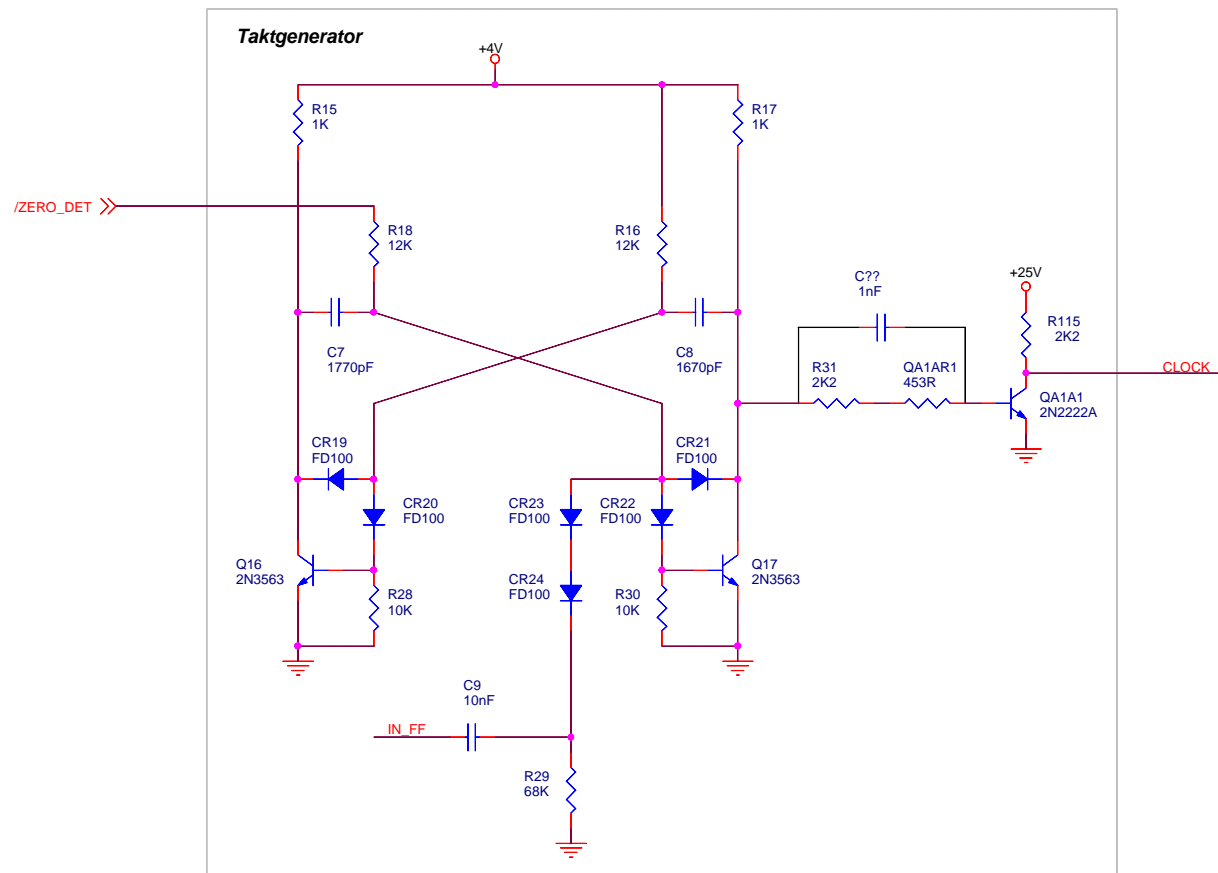 Taktgenerator
+4V
R15
1K
R17
1K
/ZERO_DET
R18
12K
R16
12K
+25V
C??
1nF
R115
2K2
C7
1770pF
C8
1670pF
R31
2K2
QA1AR1
453R
QA1A1
2N2222A
CLOCK
CR19
FD100
CR21
FD100
CR20
FD100
CR23
FD100
CR22
FD100
Q16
2N3563
CR24
FD100
Q17
2N3563
R28
10K
R30
10K
C9
10nF
IN_FF
R29
68K